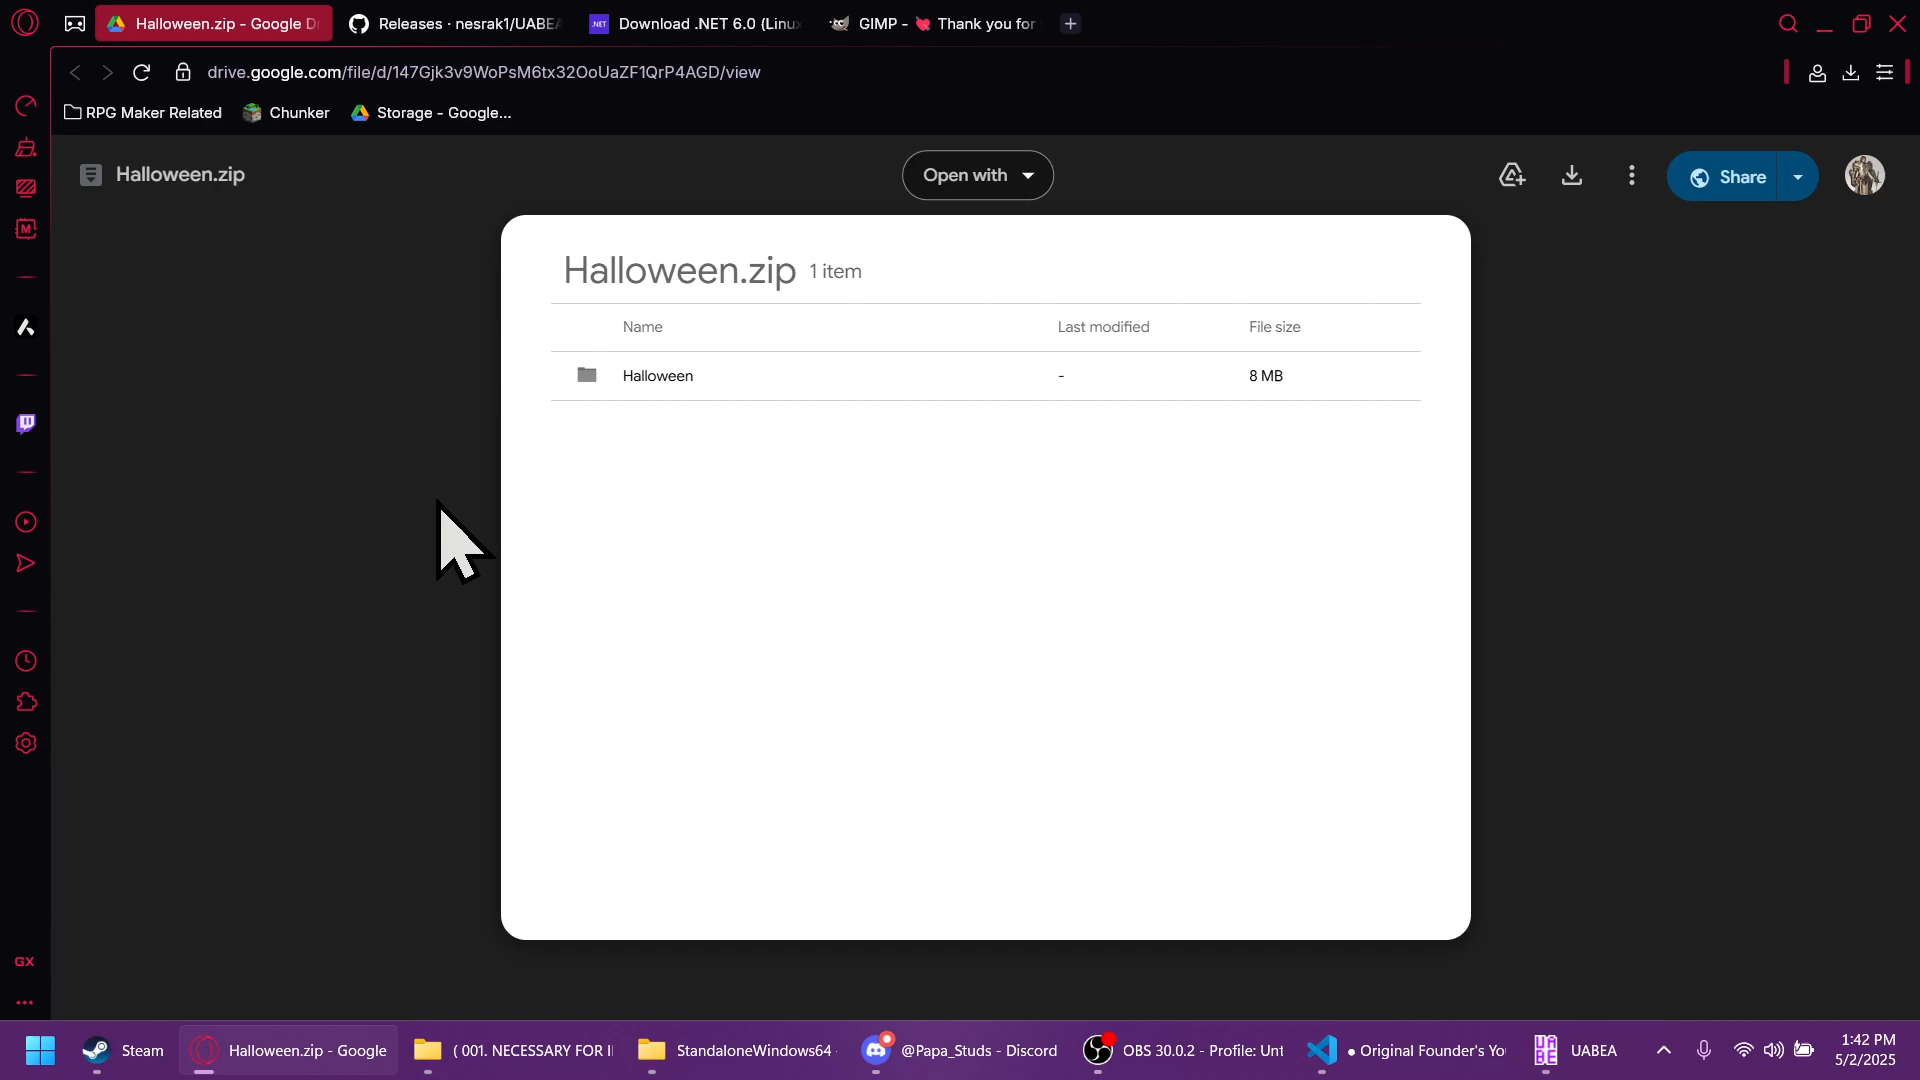 Halloween.zip - Google D
Releases · nesrak1/UABEA
.NET
Download .NET 6.0 (Linux
GIMP - 💘 Thank you for
drive.google.com/file/d/147Gjk3v9WoPsM6tx32OoUaZF1QrP4AGD/view
RPG Maker Related
Chunker
Storage - Google...
M
Halloween.zip
Open with
Share
Halloween.zip 1 item
Name
Last modified
File size
Halloween
-
8 MB
GX
Steam
Halloween.zip - Google
( 001. NECESSARY FOR I
StandaloneWindows64
@Papa_Studs - Discord
OBS 30.0.2 - Profile: Unt
● Original Founder's Yo
UABE
UABEA
1:42 PM
5/2/2025